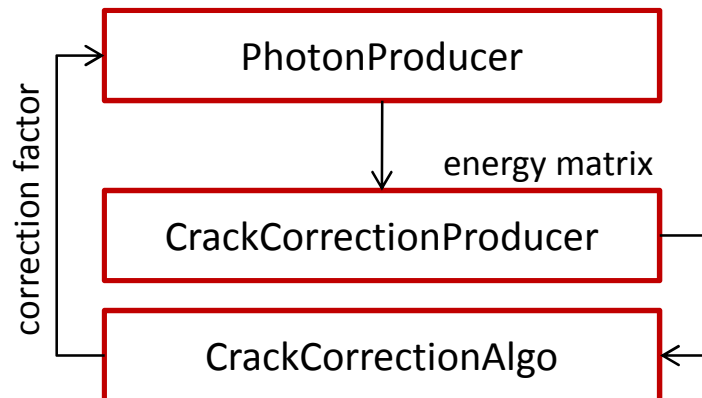 PhotonProducer
correction factor
energy matrix
CrackCorrectionProducer
CrackCorrectionAlgo